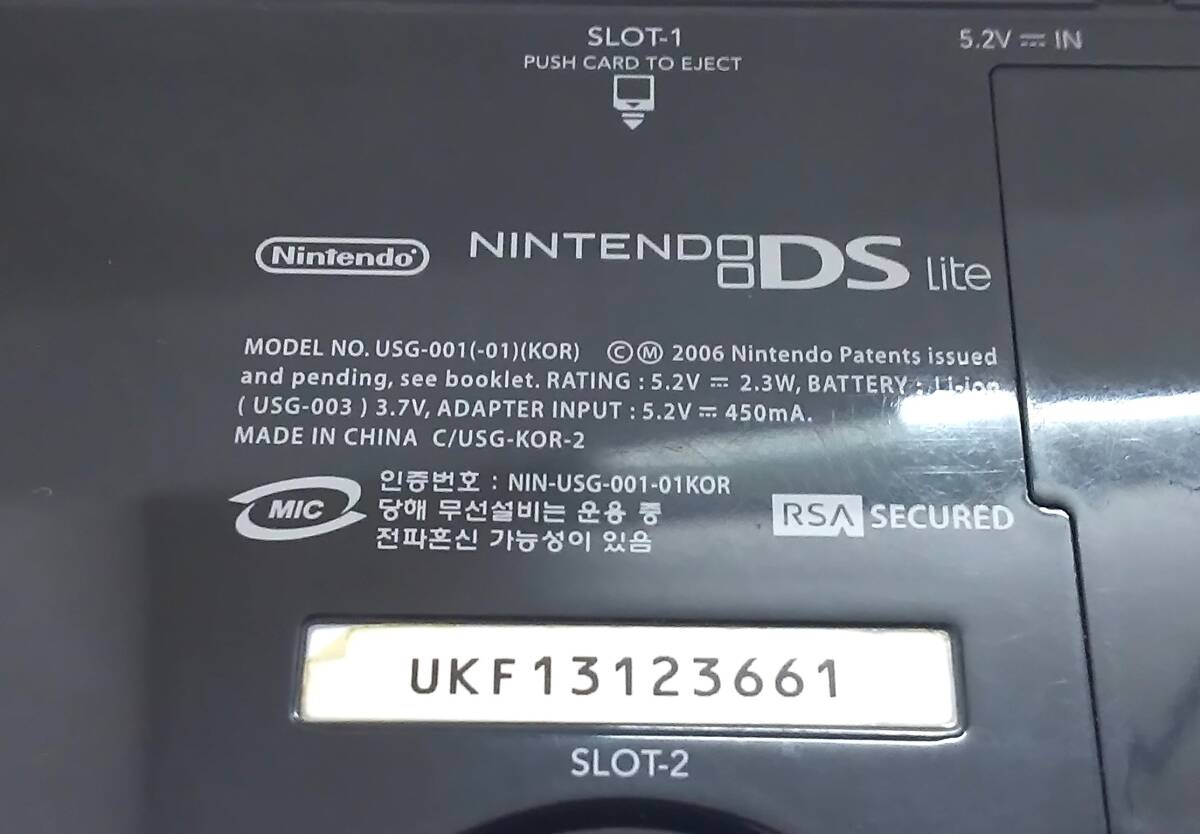 SLOT-1
PUSH CARD TO EJECT
5.2V ⎓ IN
Nintendo®
NINTENDO DS Lite
MODEL NO. USG-001(-01)(KOR) ©Ⓜ 2006 Nintendo Patents issued
and pending, see booklet. RATING : 5.2V ⎓ 2.3W, BATTERY : Li-ion
( USG-003 ) 3.7V, ADAPTER INPUT : 5.2V ⎓ 450mA.
MADE IN CHINA C/USG-KOR-2
MIC
인증번호 : NIN-USG-001-01KOR
당해 무선설비는 운용 중
전파혼신 가능성이 있음
RSA SECURED
UKF13123661
SLOT-2